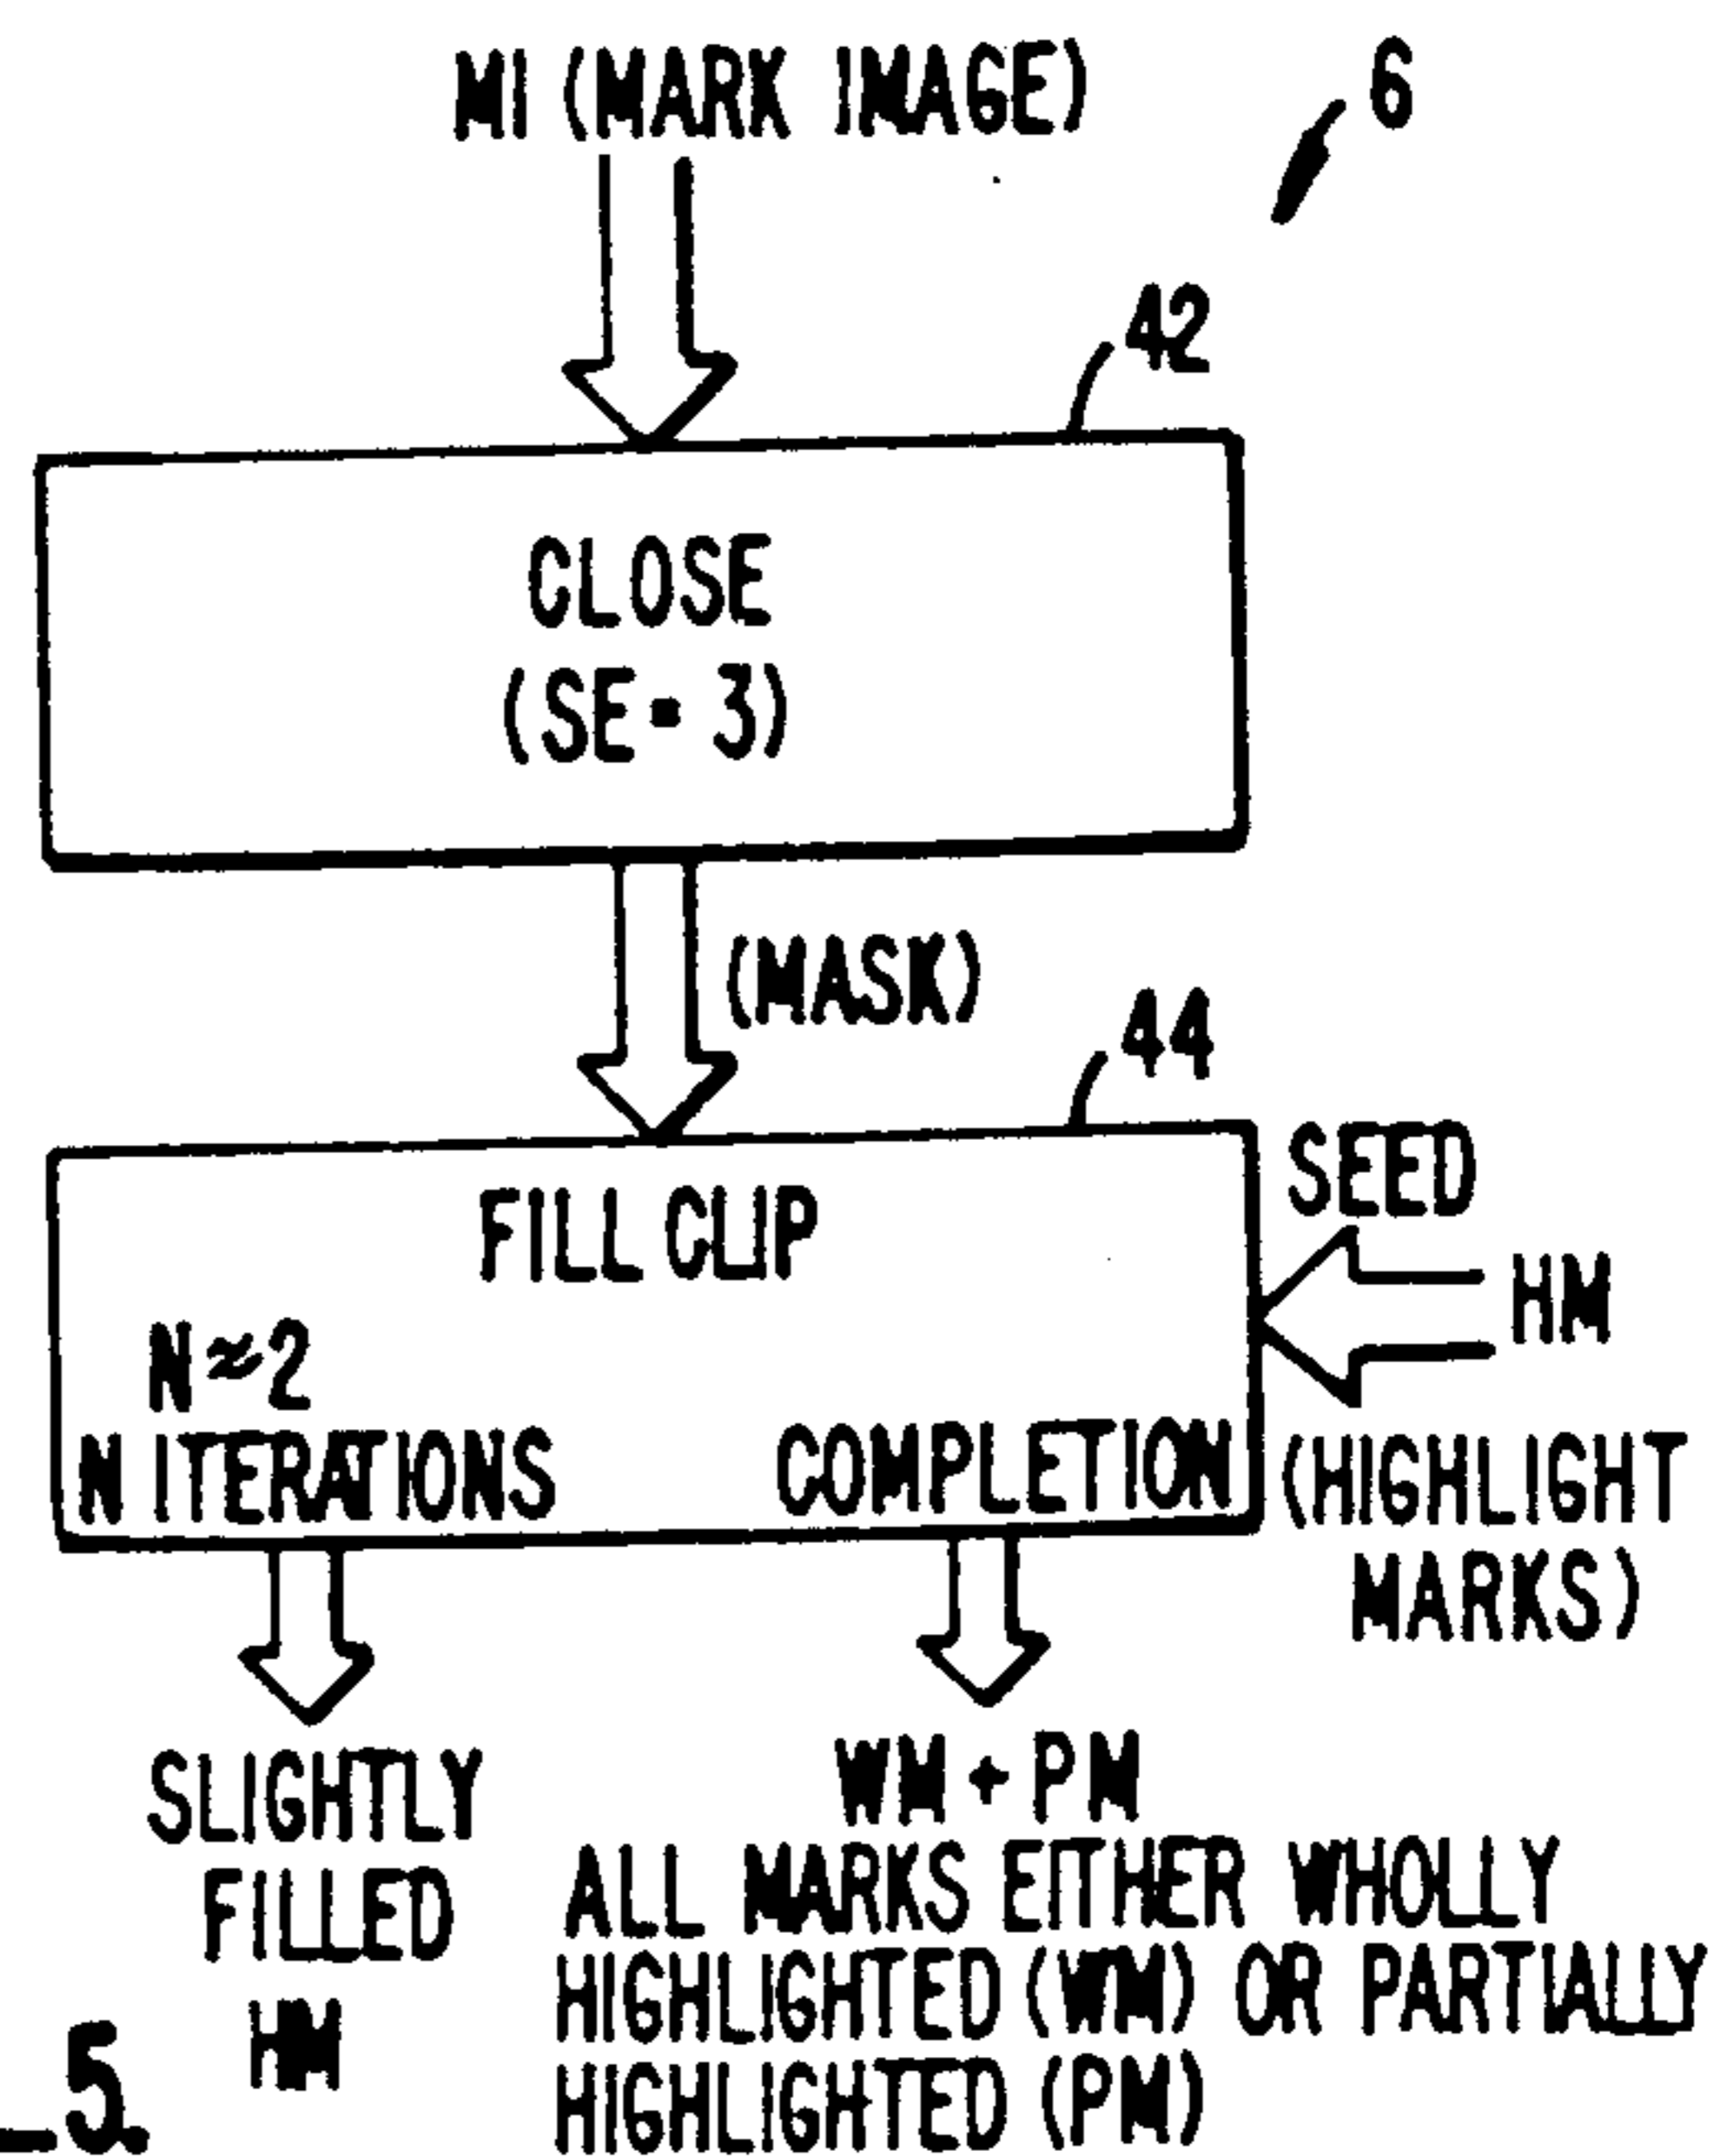 MI (MARK IMAGE)
6
42
CLOSE
(SE = 3)
(MASK)
44
FILL CLIP
SEED
HM
(HIGHLIGHT
MARKS)
N≈2
N ITERATIONS
COMPLETION
SLIGHTLY
FILLED
HM
WM + PM
ALL MARKS EITHER WHOLLY
HIGHLIGHTED (WM) OR PARTIALLY
HIGHLIGHTED (PM)
5.